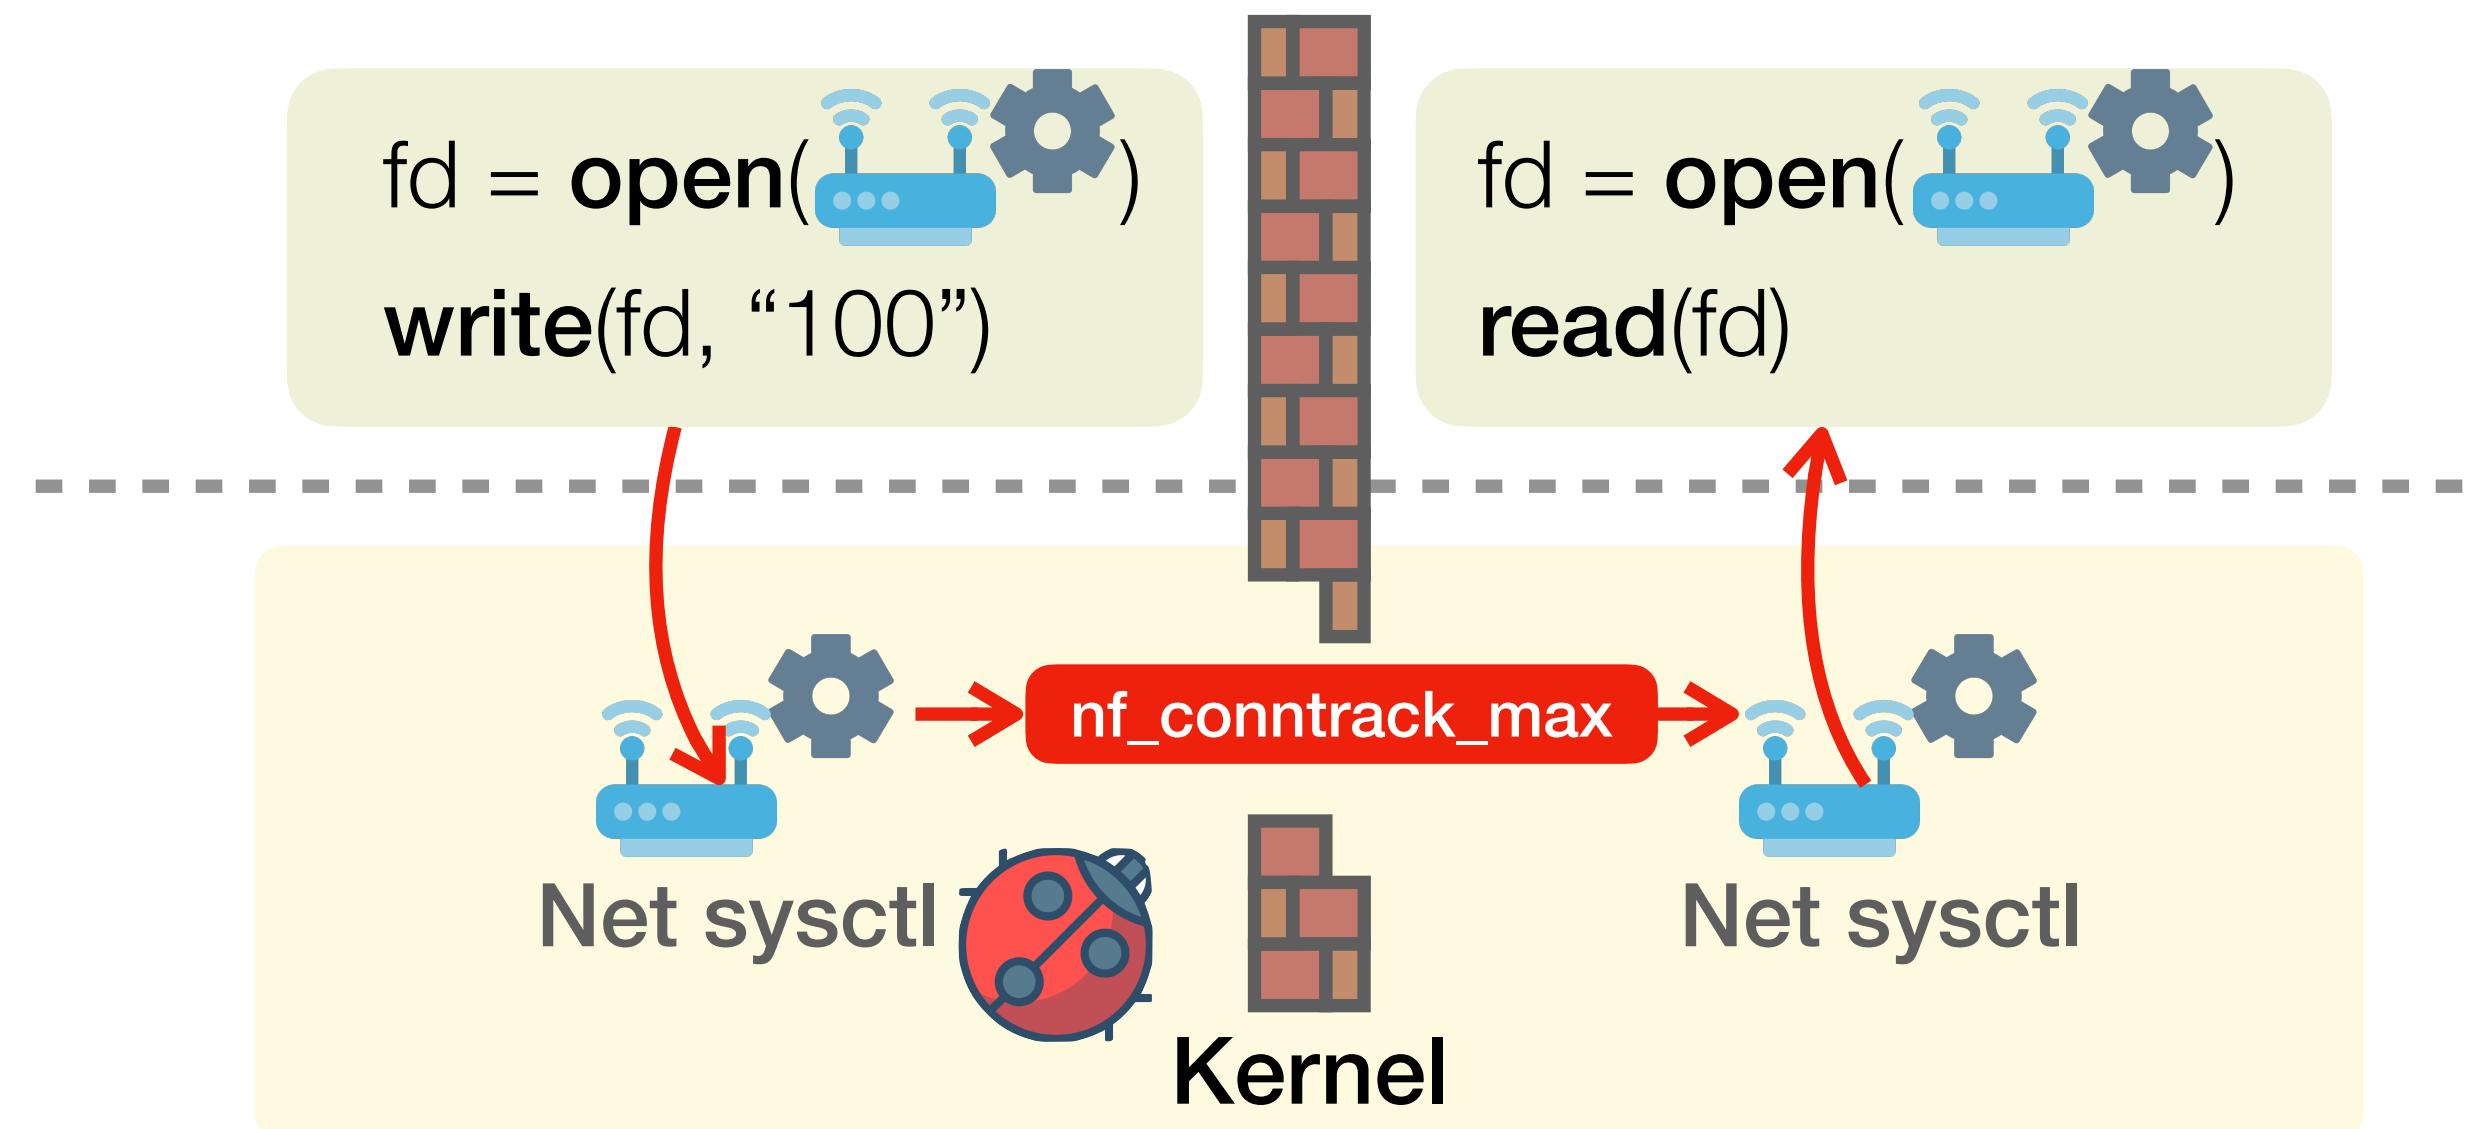 fd = open( )
write(fd, “100”)
fd = open( )
read(fd)
nf_conntrack_max
Net sysctl
Net sysctl
Kernel